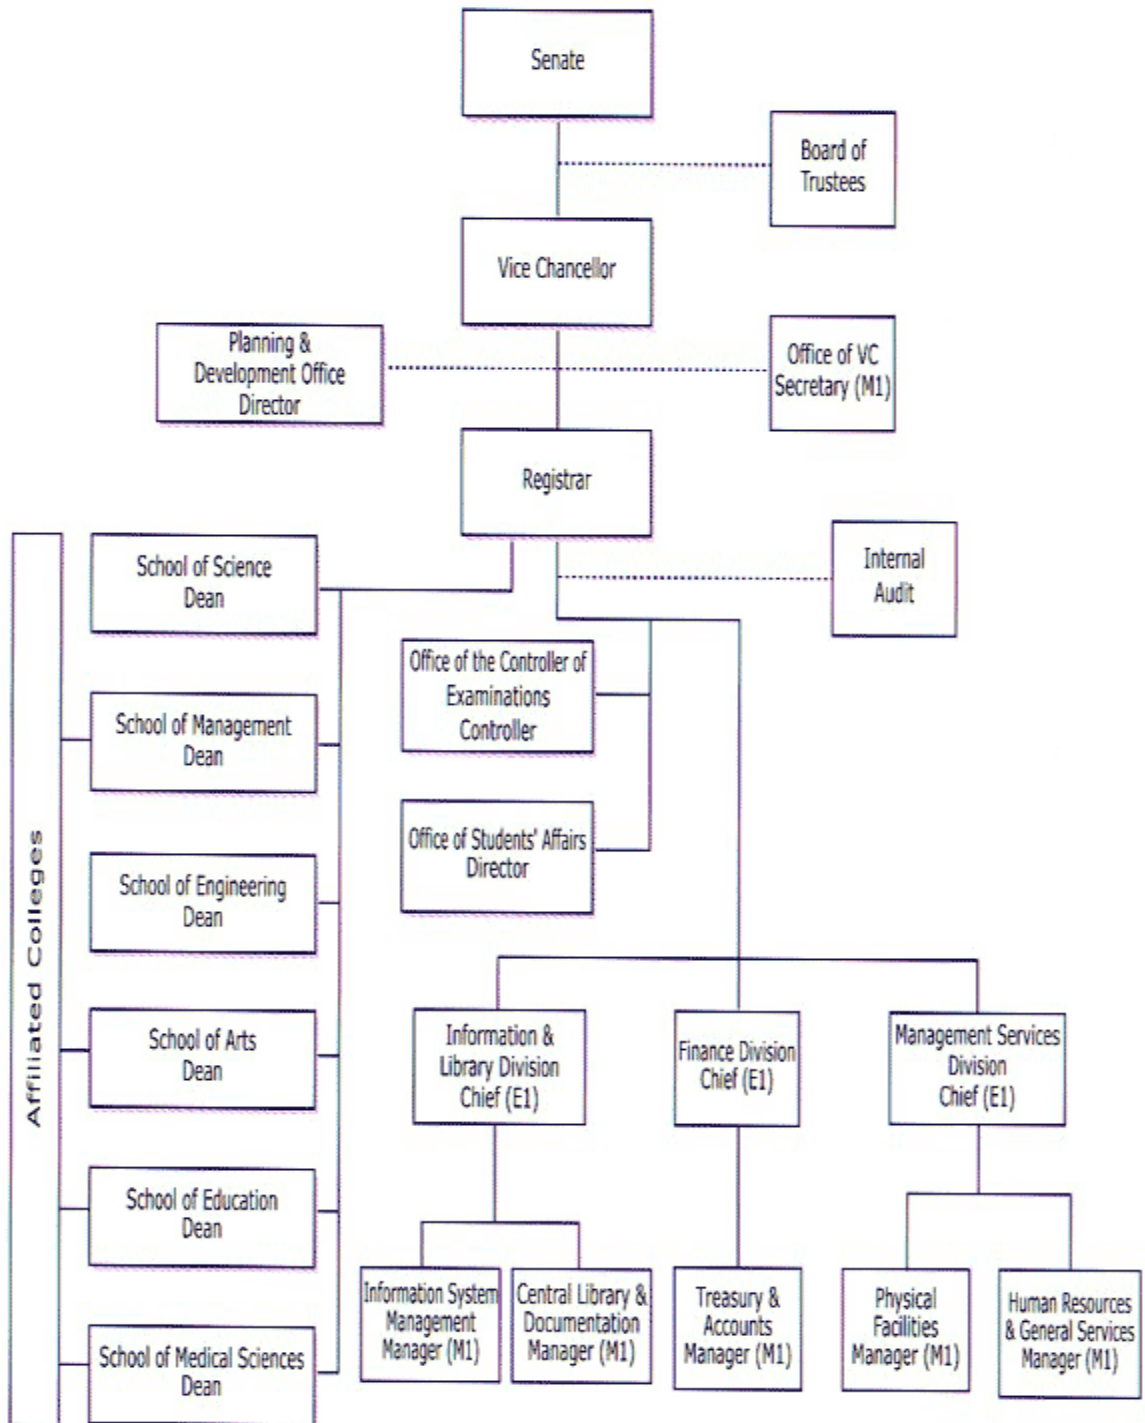 Senate
Board of
Trustees
Vice Chancellor
Planning &
Development Office
Director
Office of VC
Secretary (M1)
Registrar
Internal
Audit
School of Science
Dean
Office of the Controller of
Examinations
Controller
School of Management
Dean
Office of Students' Affairs
Director
School of Engineering
Dean
Affiliated Colleges
School of Arts
Dean
Information &
Library Division
Chief (E1)
Finance Division
Chief (E1)
Management Services
Division
Chief (E1)
School of Education
Dean
Information System
Management
Manager (M1)
Central Library &
Documentation
Manager (M1)
Treasury &
Accounts
Manager (M1)
Physical
Facilities
Manager (M1)
Human Resources
& General Services
Manager (M1)
School of Medical Sciences
Dean